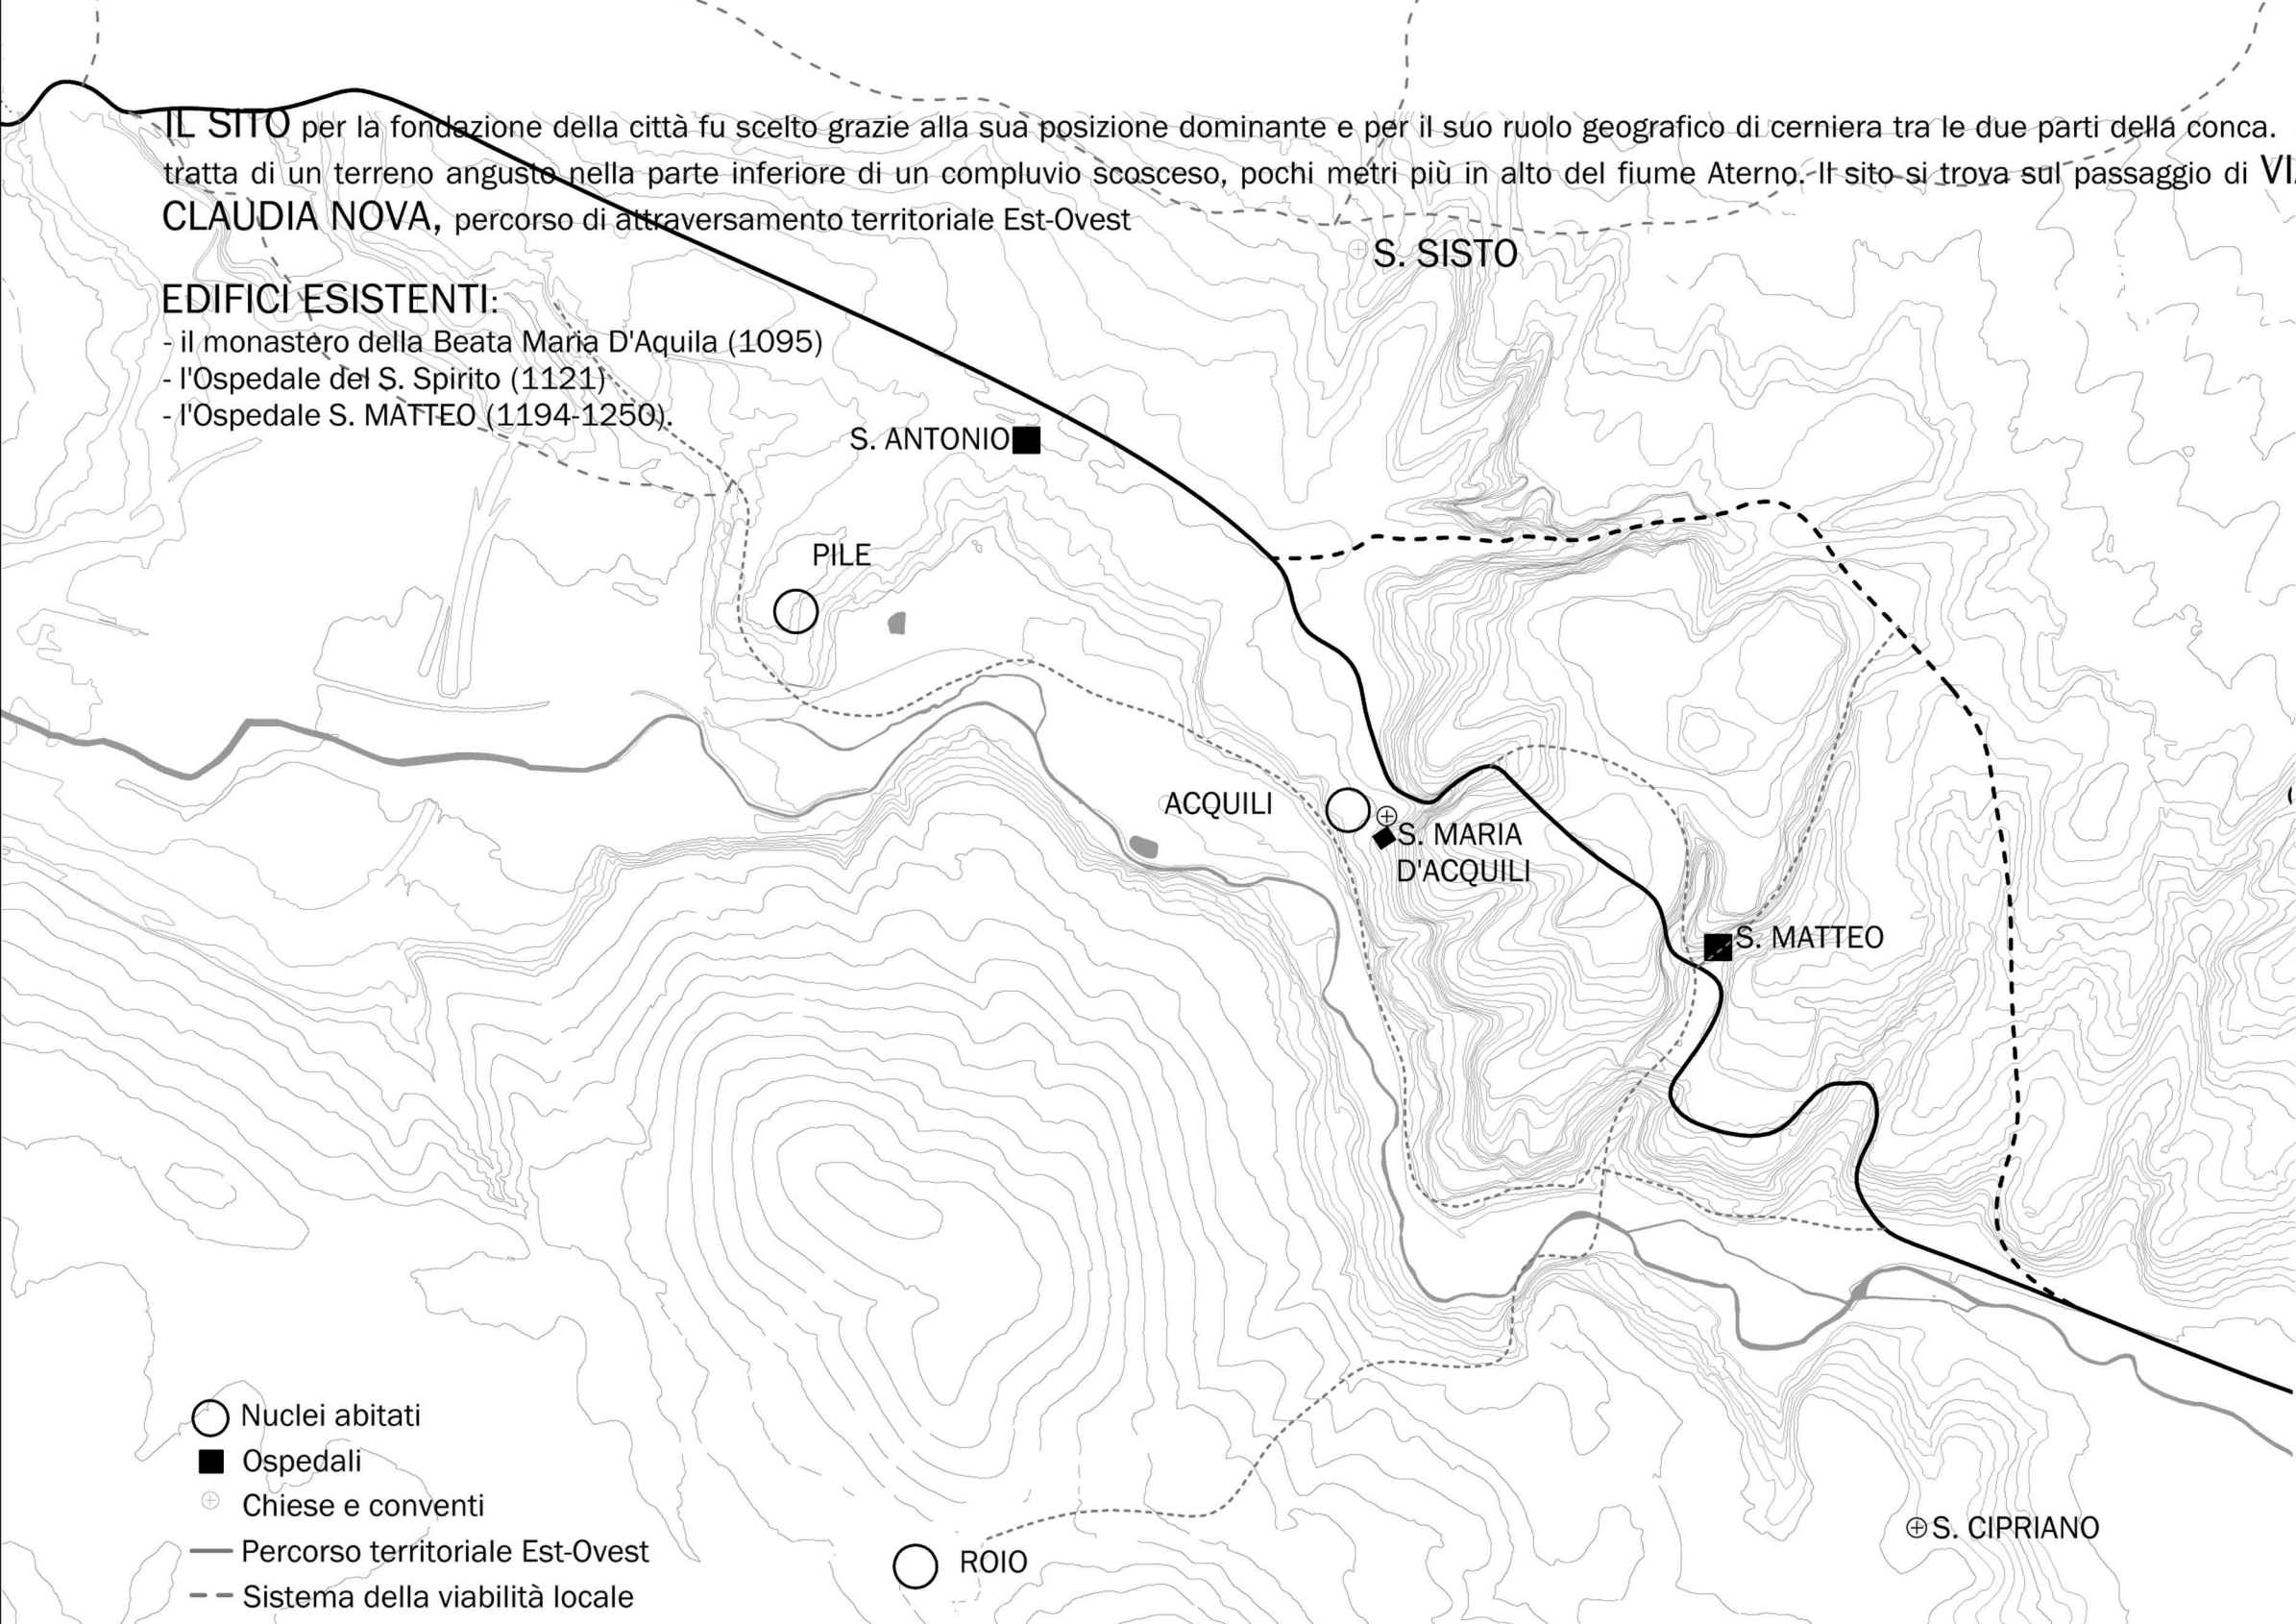 IL SITO per la fondazione della città fu scelto grazie alla sua posizione dominante e per il suo ruolo geografico di cerniera tra le due parti della conca.
tratta di un terreno angusto nella parte inferiore di un compluvio scosceso, pochi metri più in alto del fiume Aterno. Il sito si trova sul passaggio di
CLAUDIA NOVA, percorso di attraversamento territoriale Est-Ovest
S. SISTO
EDIFICI ESISTENTI:
- il monastero della Beata Maria D'Aquila (1095)
- l'Ospedale del S. Spirito (1121)
- l'Ospedale S. MATTEO (1194-1250).
S. ANTONIO
PILE
ACQUILI
S. MARIA
D'ACQUILI
S. MATTEO
Nuclei abitati
Ospedali
Chiese e conventi
Percorso territoriale Est-Ovest
Sistema della viabilità locale
ROIO
S. CIPRIANO